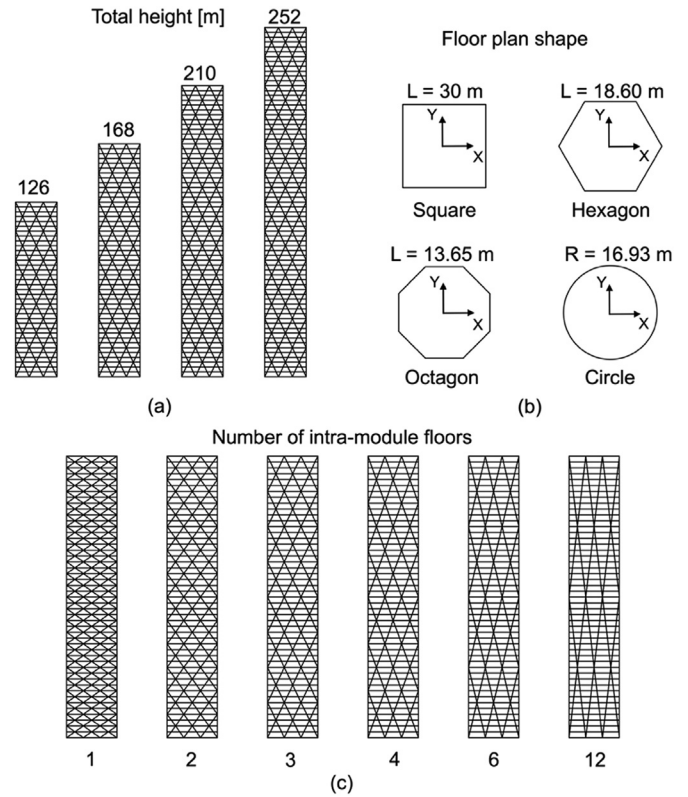 Total height [m]
126
168
210
252
(a)
Floor plan shape
L = 30 m
Y
X
Square
L = 18.60 m
Y
X
Hexagon
L = 13.65 m
Y
X
Octagon
R = 16.93 m
Y
X
Circle
(b)
Number of intra-module floors
1 2 3 4 6 12
(c)